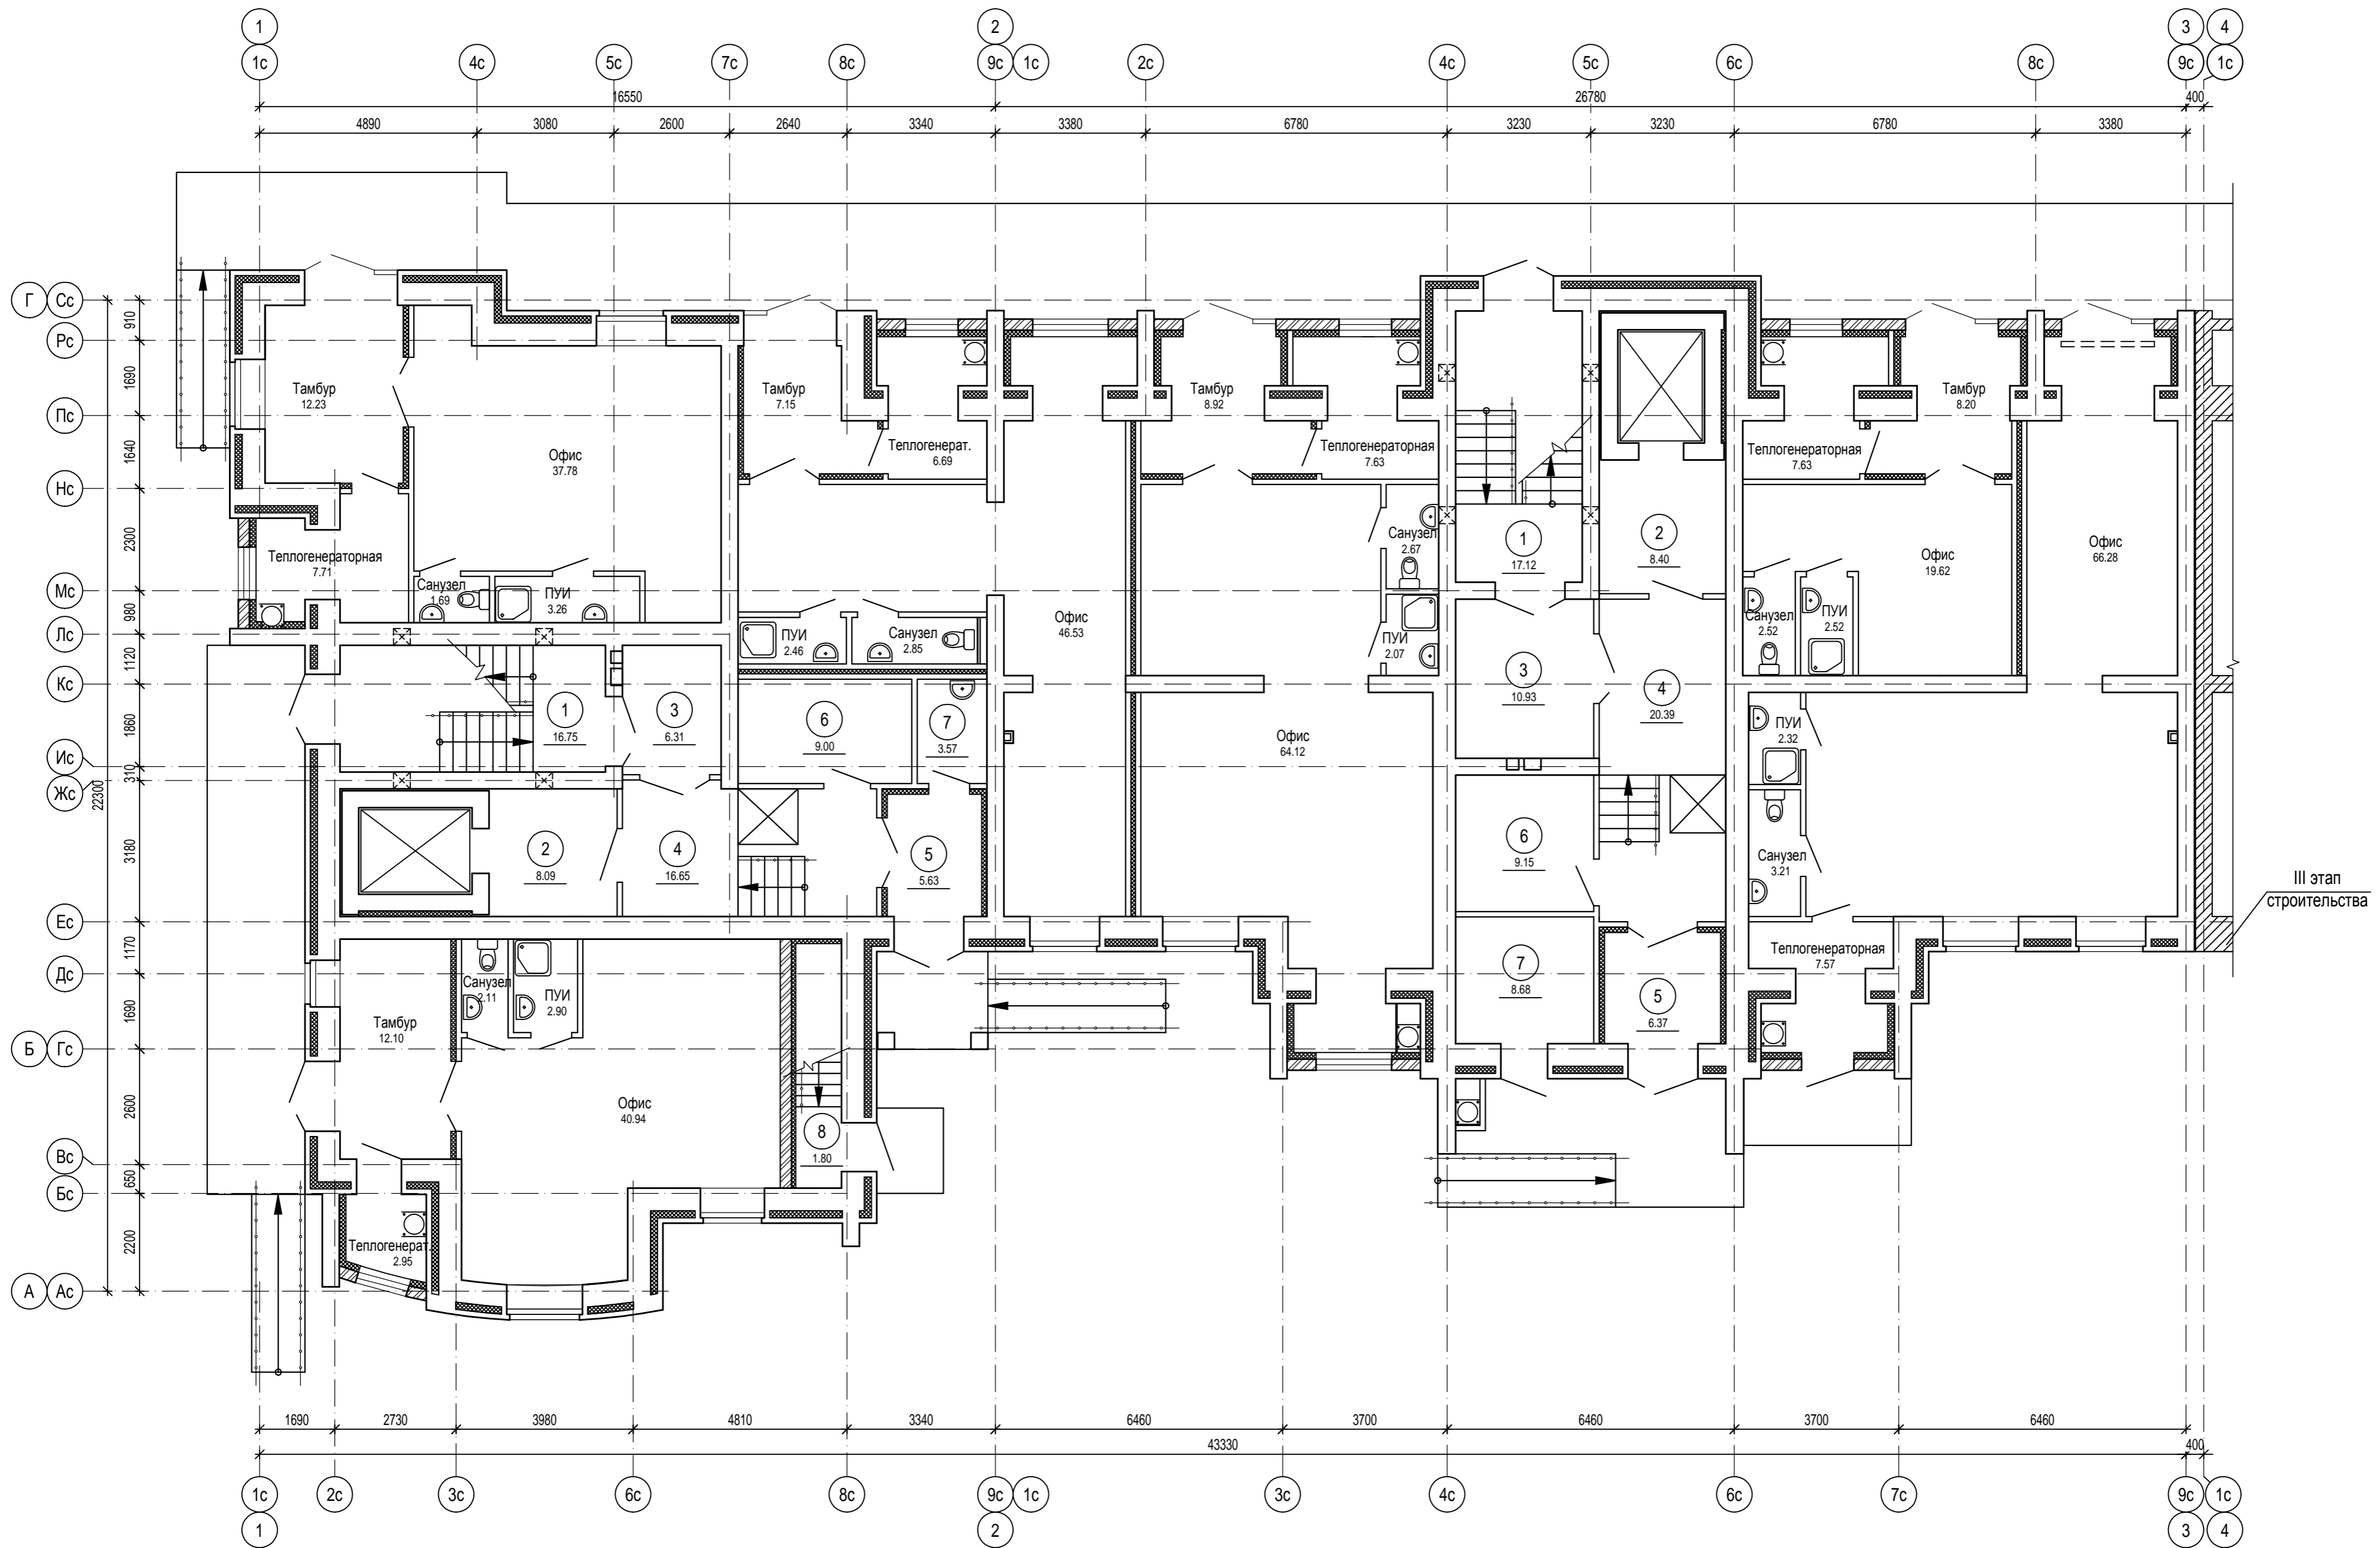 1 2 3 4
1с 4с 5с 7с 8с 9с 1с 2с 4с 5с 6с 8с 9с 1с
16550 26780 400
4890 3080 2600 2640 3340 3380 6780 3230 3230 6780 3380
Г Сс
910
Рс
1690
Пс
1640
Нс
2300
Мс
980
Лс
1120
Кс
1860
Ис
310
Жс
22300
3180
Ес
1170
Дс
1690
Б Гс
2600
Вс
650
Бс
2200
А Ас
Тамбур
12.23
Офис
37.78
Тамбур
7.15
Теплогенерат.
6.69
Тамбур
8.92
Теплогенераторная
7.63
Теплогенераторная
7.63
Тамбур
8.20
Теплогенераторная
7.71
Санузел
1.69
ПУИ
3.26
ПУИ
2.46
Санузел
2.85
Офис
46.53
Санузел
2.67
ПУИ
2.07
1
17.12
2
8.40
3
10.93
4
20.39
Офис
19.62
Офис
66.28
Санузел
2.52
ПУИ
2.52
1
16.75
3
6.31
6
9.00
7
3.57
Офис
64.12
ПУИ
2.32
2
8.09
4
16.65
5
5.63
6
9.15
Санузел
3.21
III этап
строительства
Санузел
2.11
ПУИ
2.90
Тамбур
12.10
7
8.68
5
6.37
Теплогенераторная
7.57
Офис
40.94
8
1.80
Теплогенерат.
2.95
1690 2730 3980 4810 3340 6460 3700 6460 3700 6460
43330 400
1с 2с 3с 6с 8с 9с 1с 3с 4с 6с 7с 9с 1с
1 2 3 4